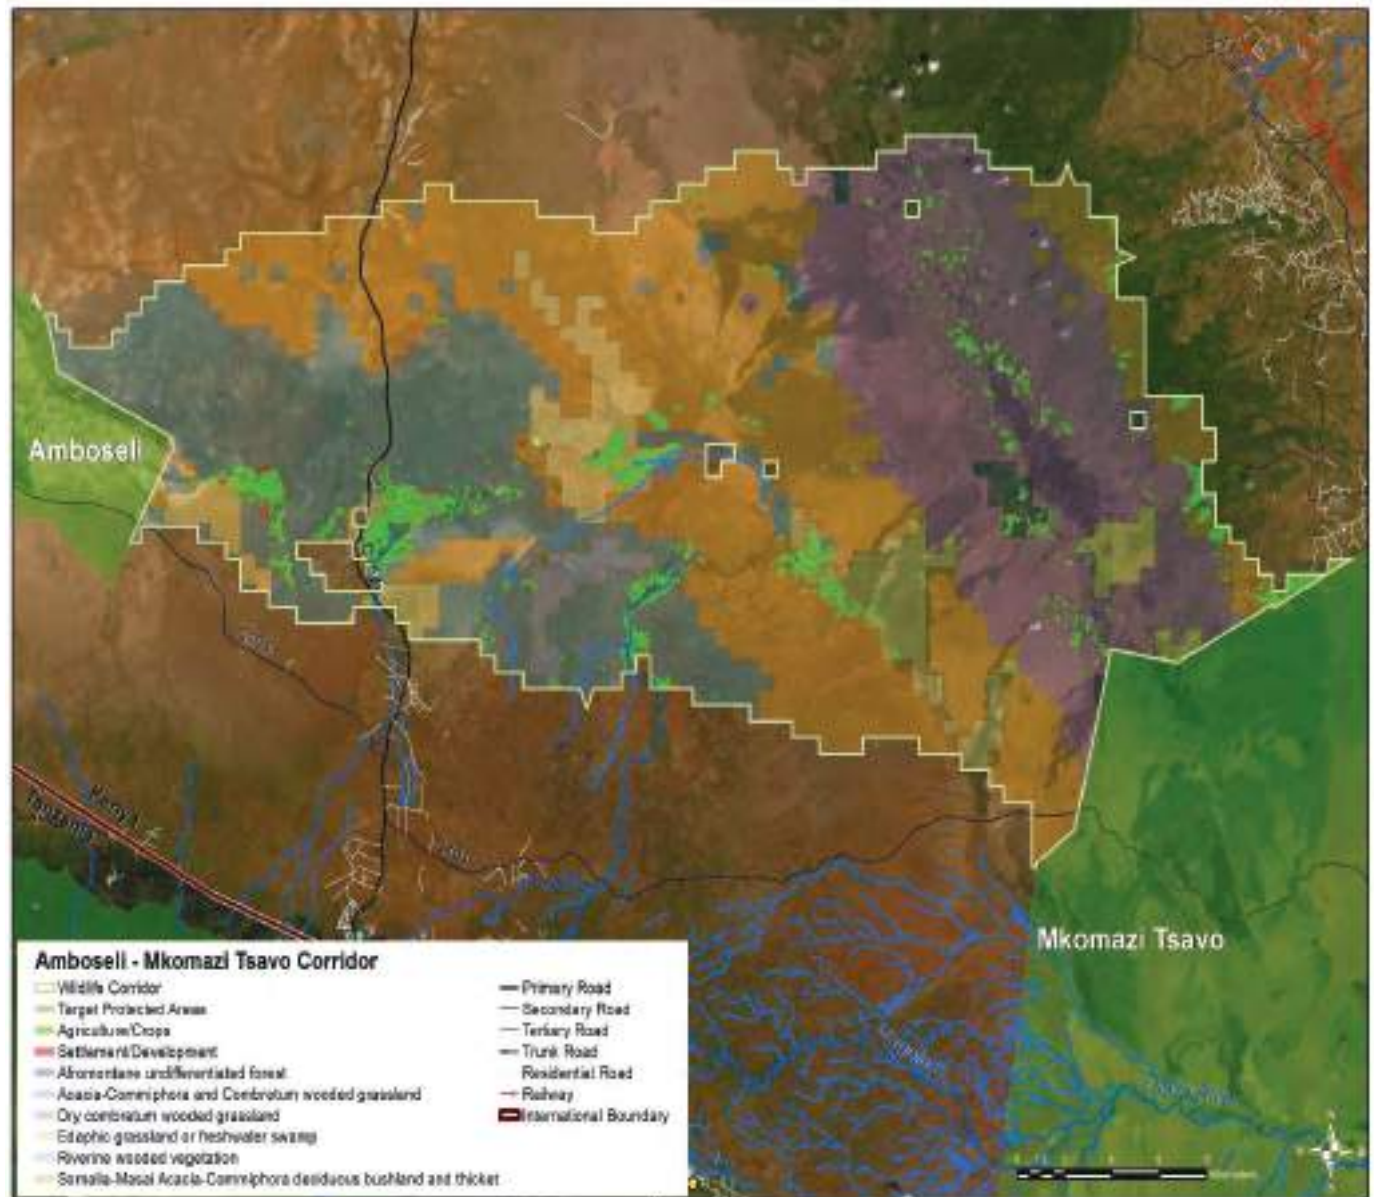 Amboseli
Kenya
Tanzania
Mkomazi Tsavo
Amboseli - Mkomazi Tsavo Corridor
Wildlife Corridor
Target Protected Areas
Agriculture/Crops
Settlement/Development
Afromontane undifferentiated forest
Acacia-Commiphora and Combretum wooded grassland
Dry combretum wooded grassland
Edaphic grassland or freshwater swamp
Riverine wooded vegetation
Somalia-Masai Acacia-Commiphora deciduous bushland and thicket
Primary Road
Secondary Road
Tertiary Road
Trunk Road
Residential Road
Railway
International Boundary